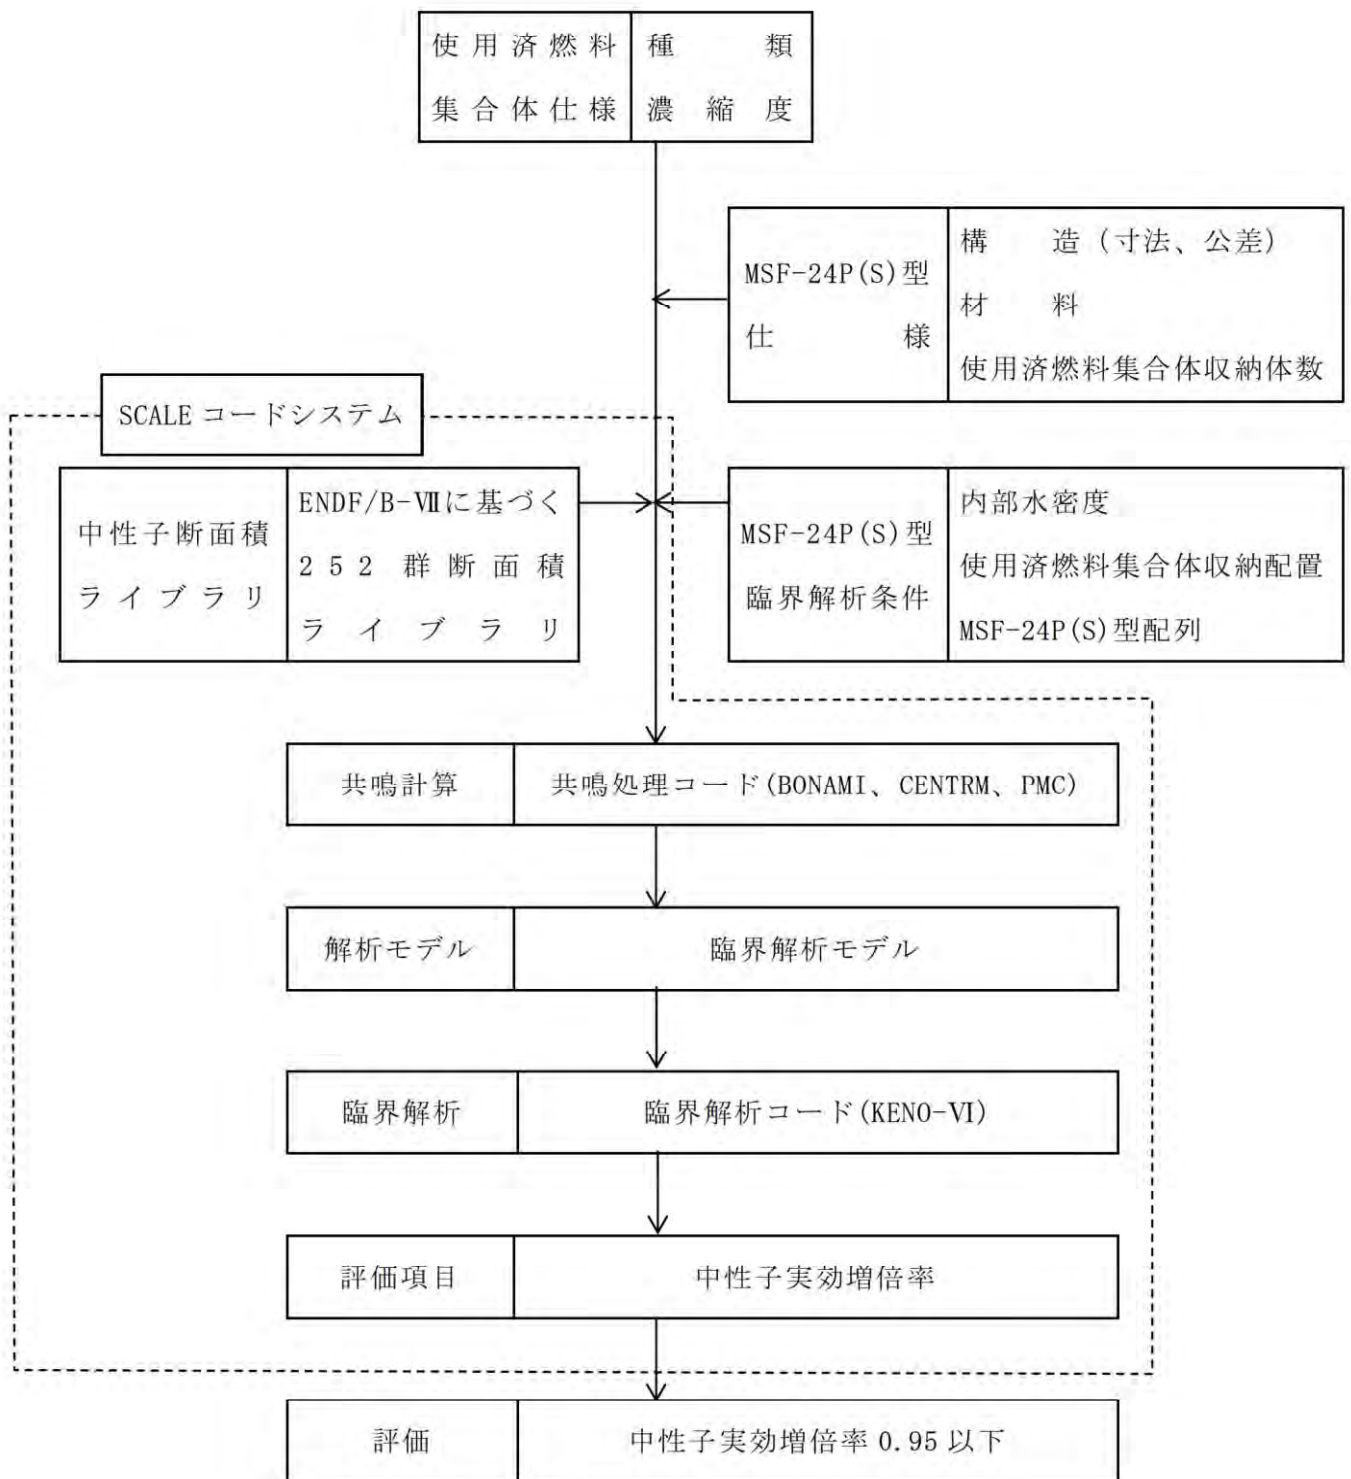 使用済燃料
集合体仕様
種類
濃縮度
MSF-24P(S)型
仕様
構造(寸法、公差)
材料
使用済燃料集合体収納体数
SCALEコードシステム
中性子断面積
ライブラリ
ENDF/B-Ⅶに基づく
252群断面積
ライブラリ
MSF-24P(S)型
臨界解析条件
内部水密度
使用済燃料集合体収納配置
MSF-24P(S)型配列
共鳴計算
共鳴処理コード(BONAMI、CENTRM、PMC)
解析モデル
臨界解析モデル
臨界解析
臨界解析コード(KENO-Ⅵ)
評価項目
中性子実効増倍率
評価
中性子実効増倍率 0.95 以下